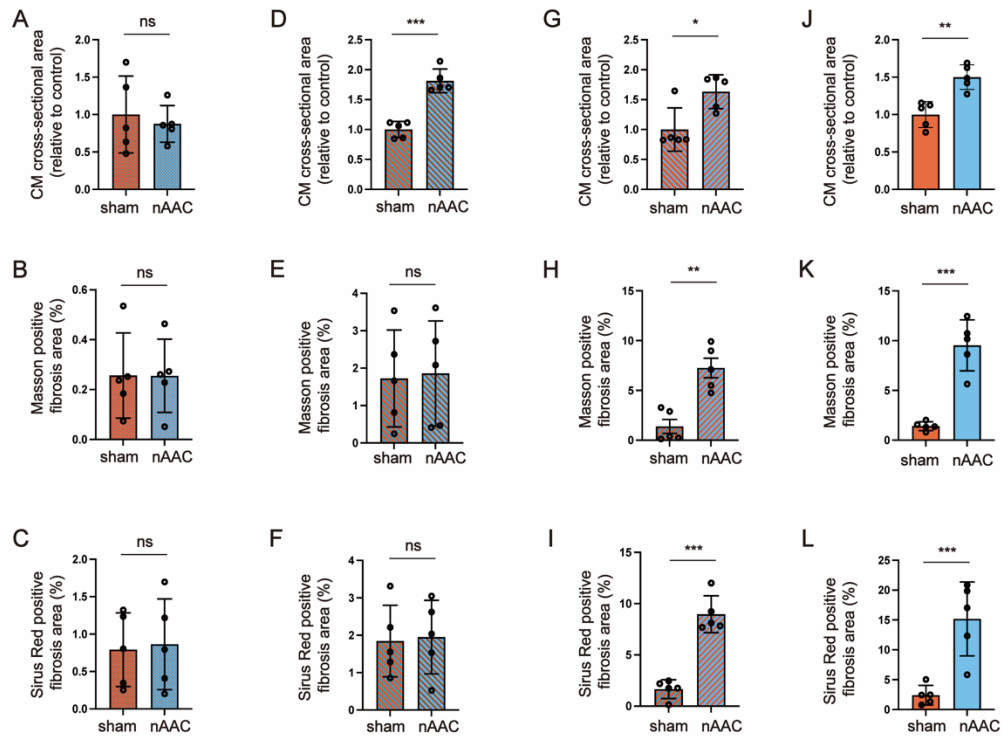 A
ns
CM cross-sectional area
(relative to control)
2.0
1.5
1.0
0.5
0.0
sham nAAC
D
***
CM cross-sectional area
(relative to control)
2.5
2.0
1.5
1.0
0.5
0.0
sham nAAC
G
*
CM cross-sectional area
(relative to control)
2.5
2.0
1.5
1.0
0.5
0.0
sham nAAC
J
**
CM cross-sectional area
(relative to control)
2.0
1.5
1.0
0.5
0.0
sham nAAC
B
ns
Masson positive
fibrosis area (%)
0.6
0.4
0.2
0.0
sham nAAC
E
ns
Masson positive
fibrosis area (%)
4
3
2
1
0
sham nAAC
H
**
Masson positive
fibrosis area (%)
15
10
5
0
sham nAAC
K
***
Masson positive
fibrosis area (%)
15
10
5
0
sham nAAC
C
ns
Sirus Red positive
fibrosis area (%)
2.0
1.5
1.0
0.5
0.0
sham nAAC
F
ns
Sirus Red positive
fibrosis area (%)
4
3
2
1
0
sham nAAC
I
***
Sirus Red positive
fibrosis area (%)
15
10
5
0
sham nAAC
L
***
Sirus Red positive
fibrosis area (%)
25
20
15
10
5
0
sham nAAC